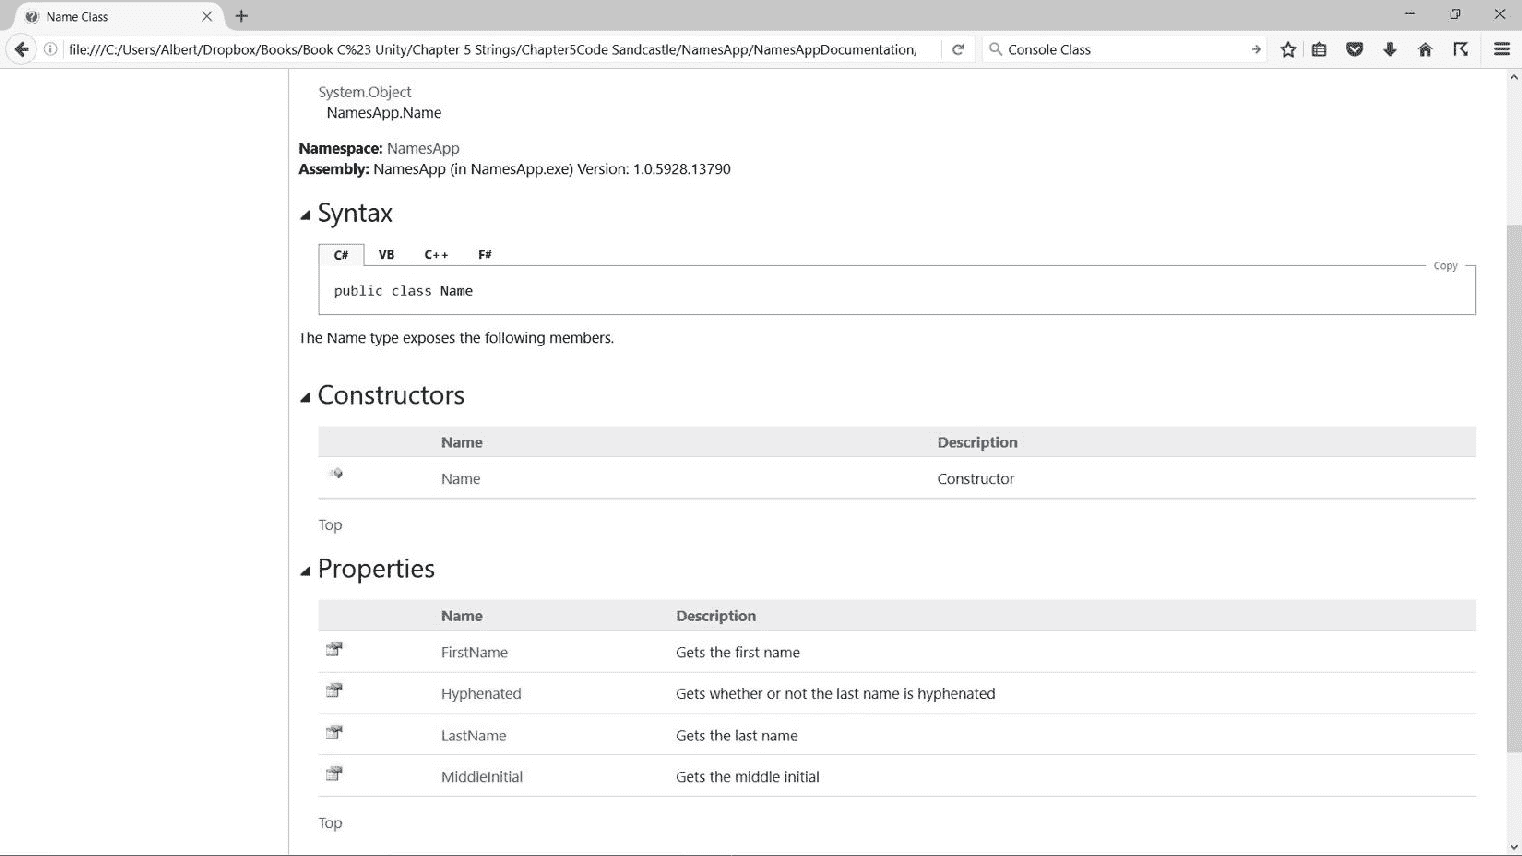 Name Class
file:///C:/Users/Albert/Dropbox/Books/Book C%23 Unity/Chapter 5 Strings/Chapter5Code Sandcastle/NamesApp/NamesAppDocumentation, Console Class
System.Object
NamesApp.Name
Namespace: NamesApp
Assembly: NamesApp (in NamesApp.exe) Version: 1.0.5928.13790
Syntax
C# VB C++ F#
Copy
public class Name
The Name type exposes the following members.
Constructors
Name Description
Name Constructor
Top
Properties
Name Description
FirstName Gets the first name
Hyphenated Gets whether or not the last name is hyphenated
LastName Gets the last name
MiddleInitial Gets the middle initial
Top